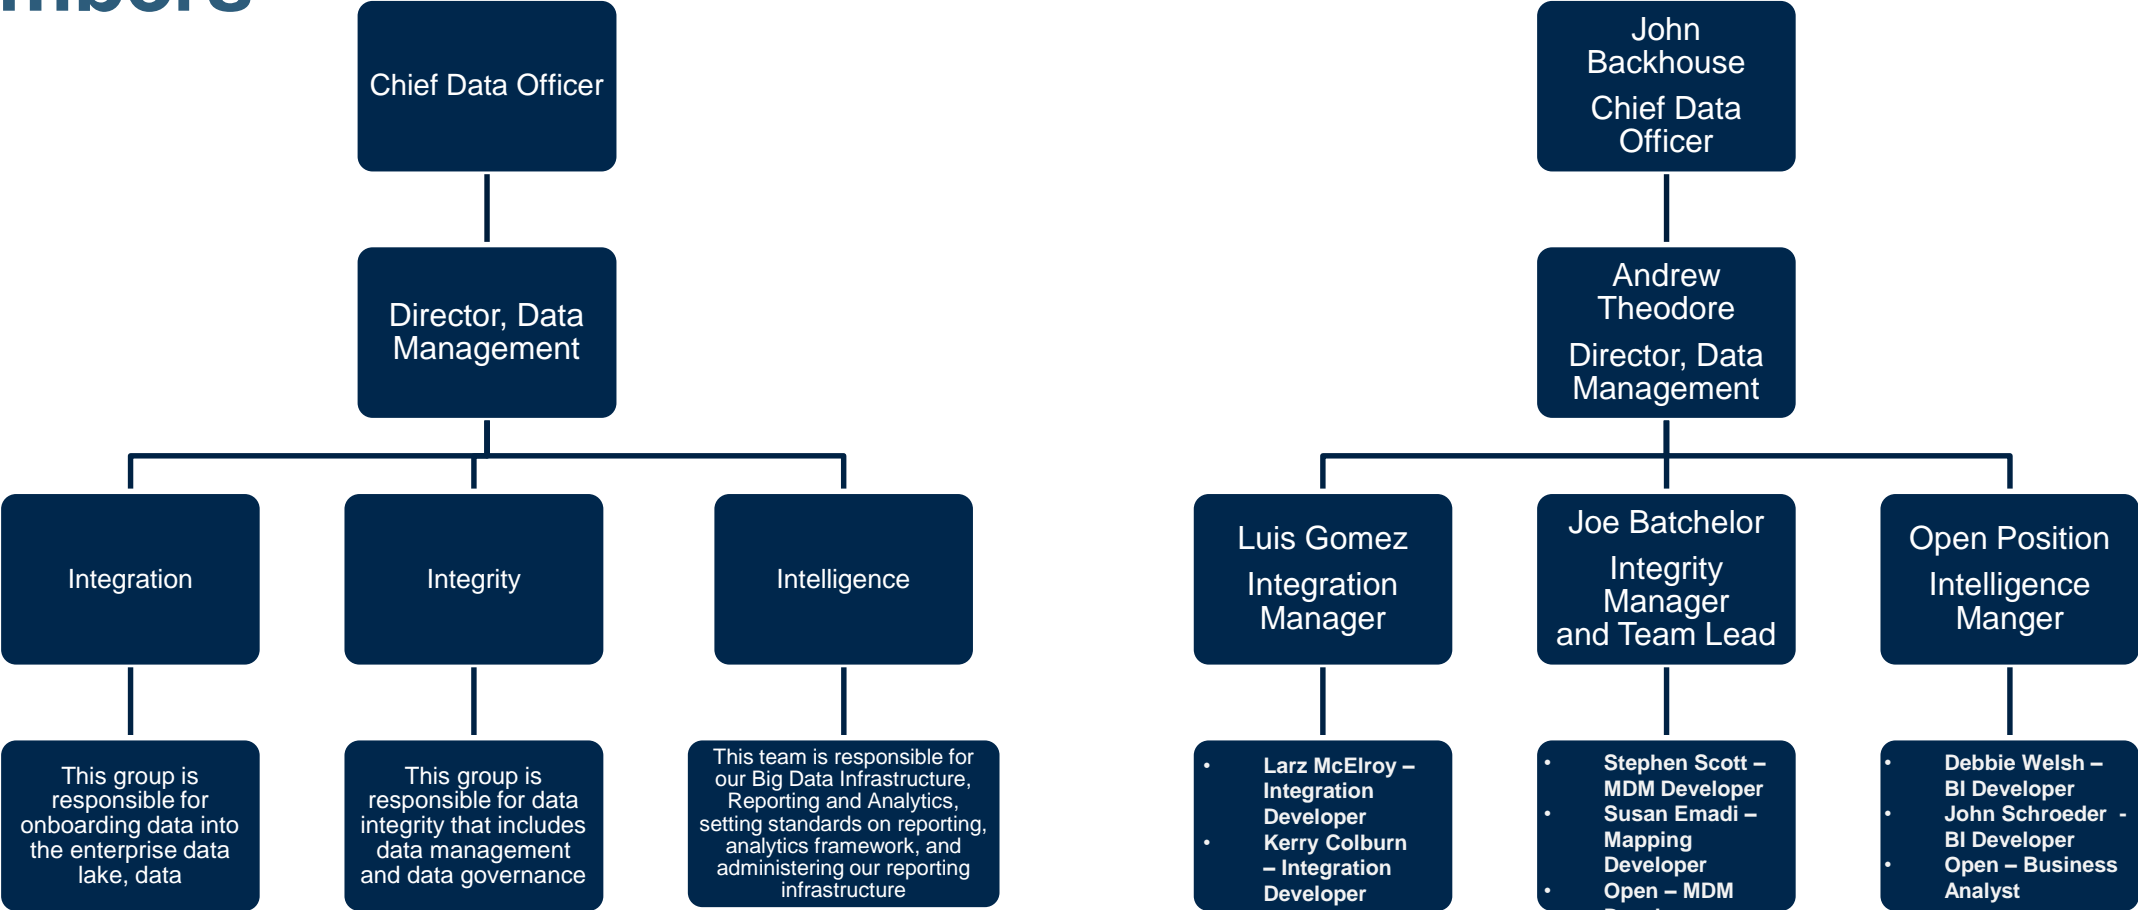 Chief Data Officer
Director, Data
Management
Integration
Integrity
Intelligence
This group is
responsible for
onboarding data into
the enterprise data
lake, data
This group is
responsible for data
integrity that includes
data management
and data governance
This team is responsible for
our Big Data Infrastructure,
Reporting and Analytics,
setting standards on reporting,
analytics framework, and
administering our reporting
infrastructure
John
Backhouse
Chief Data
Officer
Andrew
Theodore
Director, Data
Management
Luis Gomez
Integration
Manager
Joe Batchelor
Integrity
Manager
and Team Lead
Open Position
Intelligence
Manger
• Larz McElroy –
Integration
Developer
• Kerry Colburn
– Integration
Developer
• Stephen Scott –
MDM Developer
• Susan Emadi –
Mapping
Developer
• Open – MDM
• Debbie Welsh –
BI Developer
• John Schroeder -
BI Developer
• Open – Business
Analyst